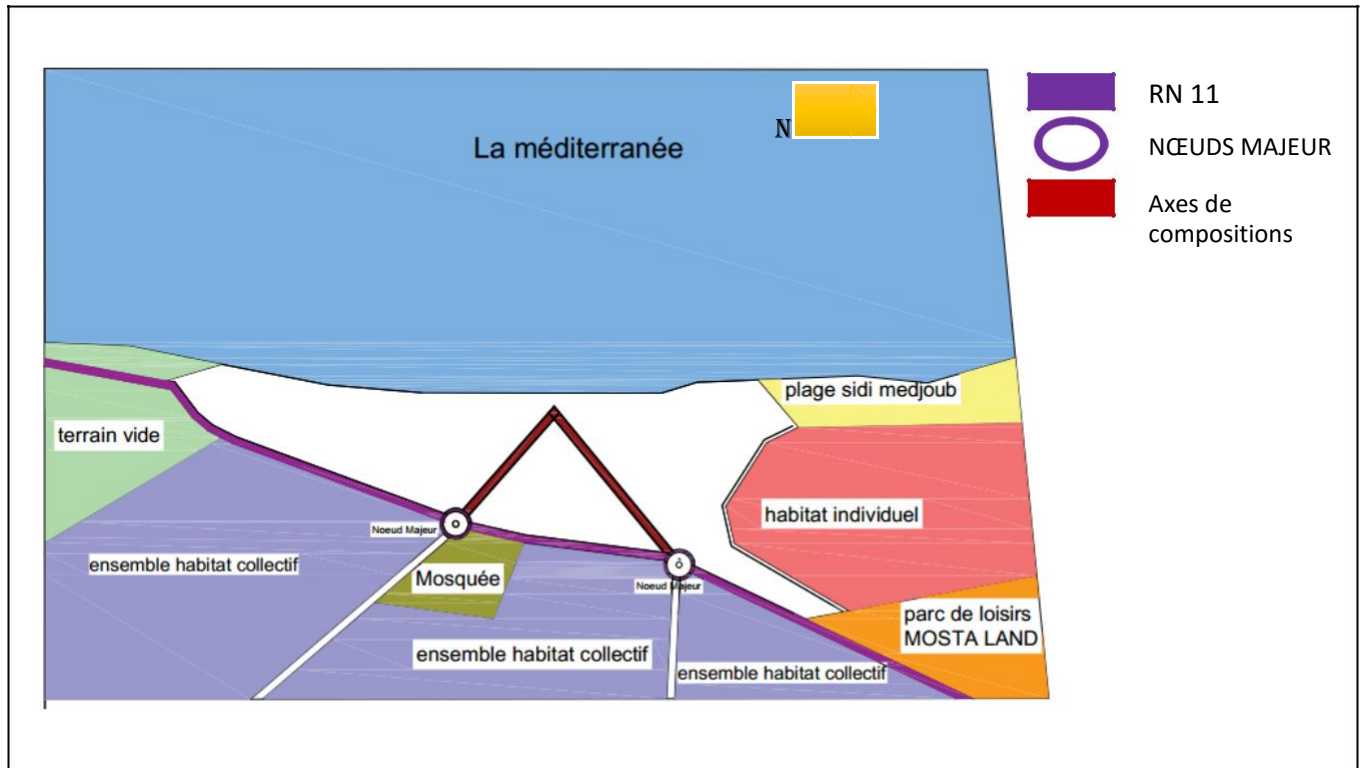 La méditerranée
N
RN 11
NŒUDS MAJEUR
Axes de
compositions
plage sidi medjoub
terrain vide
habitat individuel
Noeud Majeur
ensemble habitat collectif
Mosquée
Noeud Majeur
parc de loisirs
MOSTA LAND
ensemble habitat collectif
ensemble habitat collectif